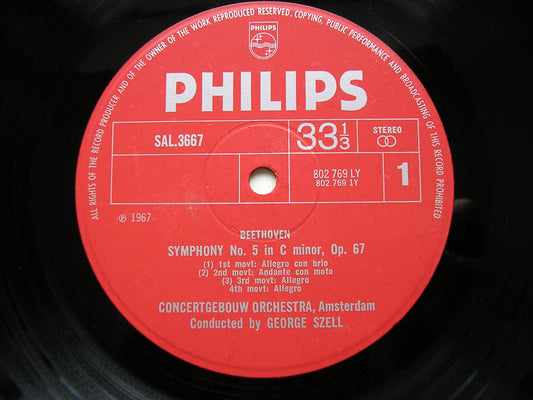 ALL RIGHTS OF THE RECORD PRODUCER AND OF THE OWNER OF THE WORK REPRODUCED RESERVED. COPYING, PUBLIC PERFORMANCE AND BROADCASTING OF THIS RECORD PROHIBITED
PHILIPS
PHILIPS
SAL.3667
33 1/3
STEREO
802 769 LY
802 769 1Y
1
℗ 1967
BEETHOVEN
SYMPHONY No. 5 in C minor, Op. 67
(1) 1st movt: Allegro con brio
(2) 2nd movt: Andante con moto
(3) 3rd movt: Allegro
4th movt: Allegro
CONCERTGEBOUW ORCHESTRA, Amsterdam
Conducted by GEORGE SZELL